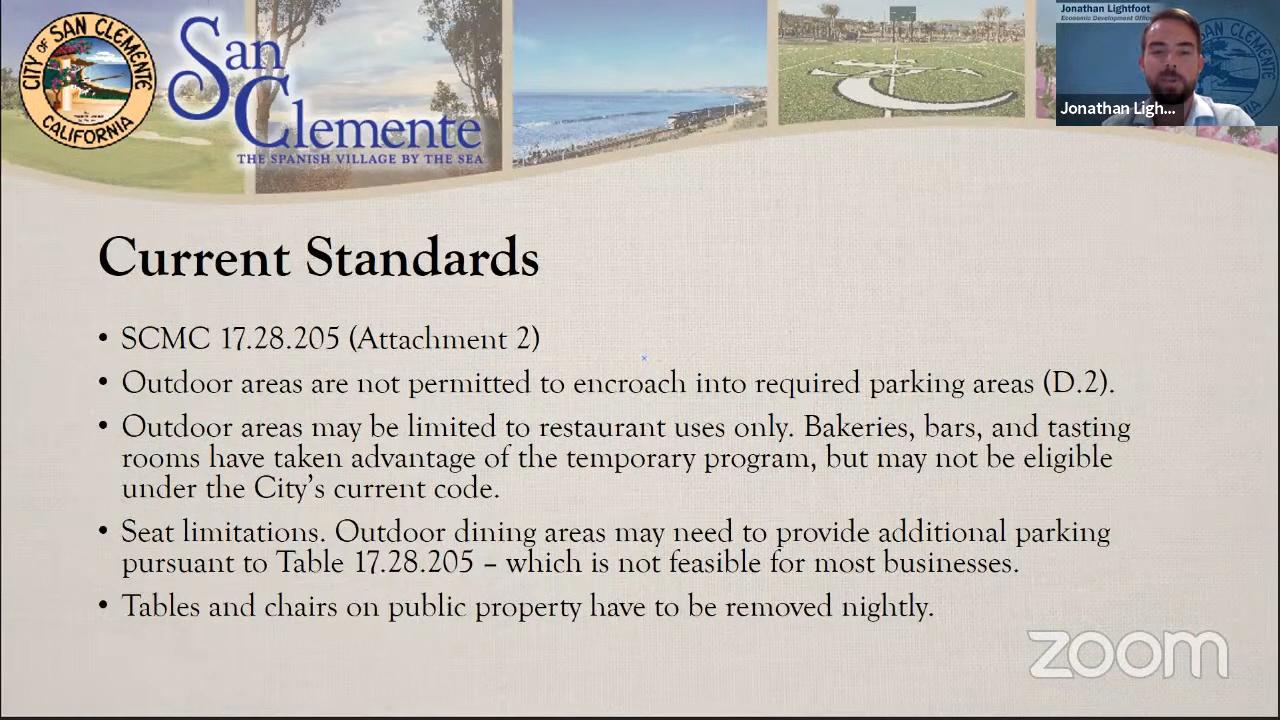 CITY OF SAN CLEMENTE
CALIFORNIA
San
Clemente
THE SPANISH VILLAGE BY THE SEA
Jonathan Lightfoot
Economic Development Officer
SAN CLEMENTE
Jonathan Ligh...
Current Standards
• SCMC 17.28.205 (Attachment 2)
• Outdoor areas are not permitted to encroach into required parking areas (D.2).
• Outdoor areas may be limited to restaurant uses only. Bakeries, bars, and tasting
rooms have taken advantage of the temporary program, but may not be eligible
under the City's current code.
• Seat limitations. Outdoor dining areas may need to provide additional parking
pursuant to Table 17.28.205 – which is not feasible for most businesses.
• Tables and chairs on public property have to be removed nightly.
zoom